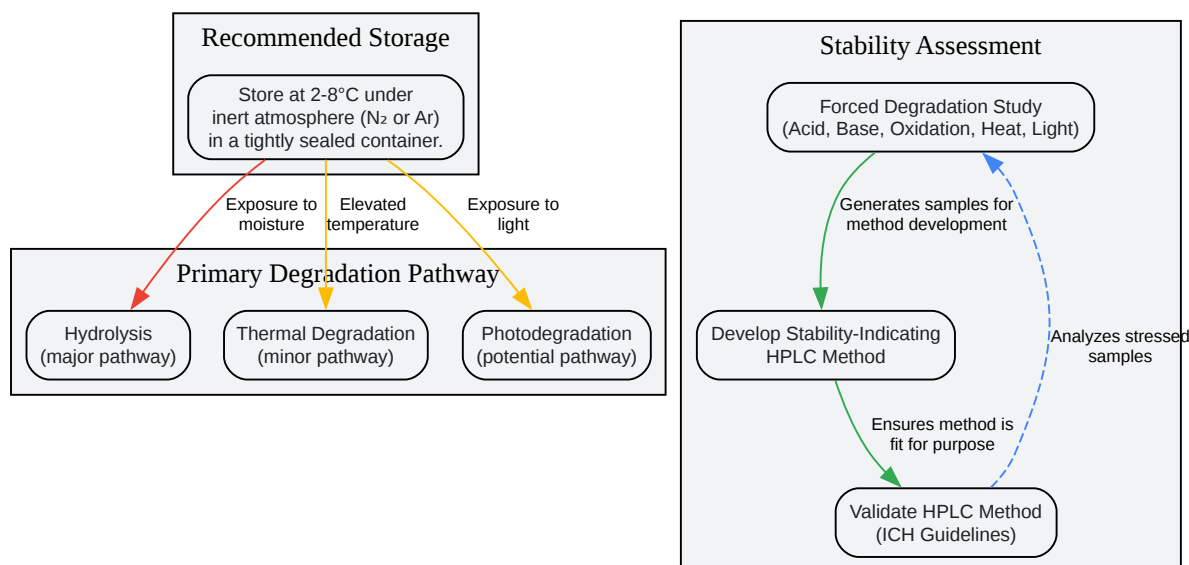 Recommended Storage
Store at 2-8°C under
inert atmosphere (N₂ or Ar)
in a tightly sealed container.
Exposure to
moisture
Elevated
temperature
Exposure to
light
Primary Degradation Pathway
Hydrolysis
(major pathway)
Thermal Degradation
(minor pathway)
Photodegradation
(potential pathway)
Stability Assessment
Forced Degradation Study
(Acid, Base, Oxidation, Heat, Light)
Generates samples for
method development
Develop Stability-Indicating
HPLC Method
Analyzes stressed
samples
Ensures method is
fit for purpose
Validate HPLC Method
(ICH Guidelines)